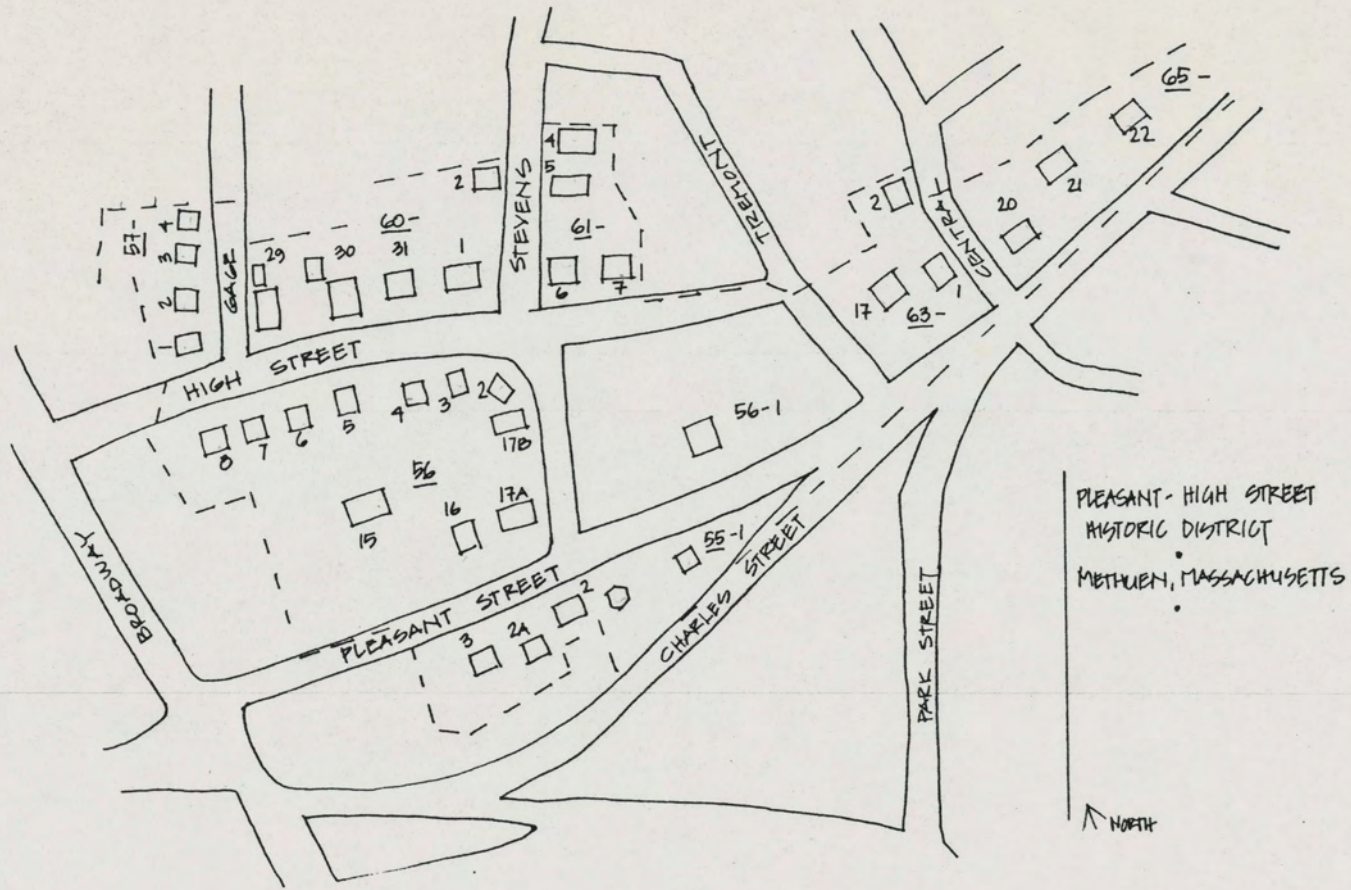 65-
22
21
20
STEVENS
4
5
61-
6
7
TREMONT
CENTRAL
2
17
63-
1
2
60-
57-
4
3
2
1
GAGE
29
30
31
1
HIGH STREET
8
7
6
5
4
3
2
17B
56
15
16
17A
56-1
BROADWAY
PLEASANT STREET
3
2A
2
55-1
CHARLES STREET
PARK STREET
PLEASANT - HIGH STREET
HISTORIC DISTRICT
METHUEN, MASSACHUSETTS
NORTH